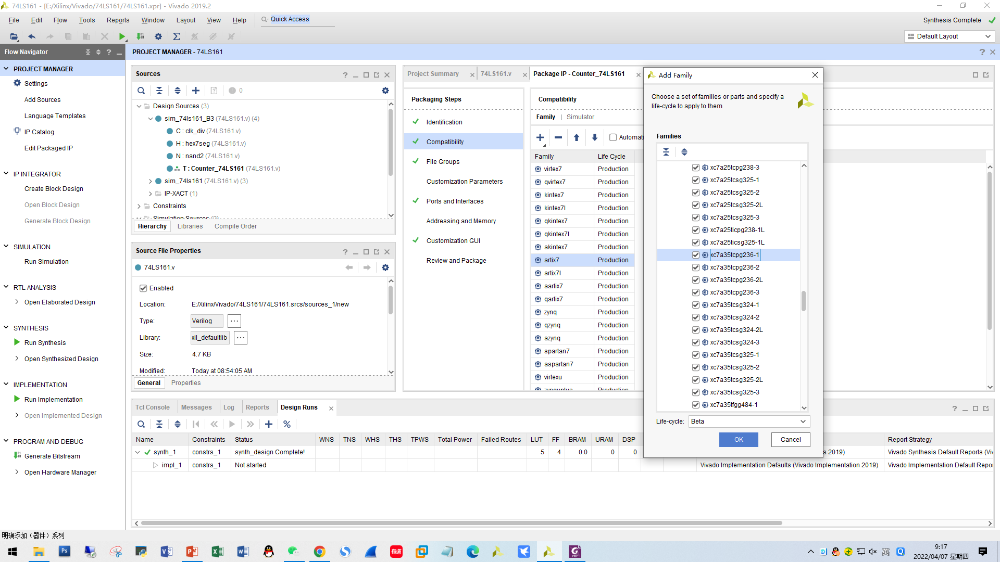 74LS161 - [E:/Xilinx/Vivado/74LS161/74LS161.xpr] - Vivado 2019.2
File Edit Flow Tools Reports Window Layout View Help Quick Access
Synthesis Complete
Default Layout
Flow Navigator
PROJECT MANAGER - 74LS161
PROJECT MANAGER
Settings
Add Sources
Language Templates
IP Catalog
Edit Packaged IP
IP INTEGRATOR
Create Block Design
Open Block Design
Generate Block Design
SIMULATION
Run Simulation
RTL ANALYSIS
Open Elaborated Design
SYNTHESIS
Run Synthesis
Open Synthesized Design
IMPLEMENTATION
Run Implementation
Open Implemented Design
PROGRAM AND DEBUG
Generate Bitstream
Open Hardware Manager
Sources
0
Design Sources (3)
sim_74ls161_B3 (74LS161.v) (4)
C : clk_div (74LS161.v)
H : hex7seg (74LS161.v)
N : nand2 (74LS161.v)
T : Counter_74LS161 (74LS161.v)
sim_74ls161 (74LS161.v) (3)
IP-XACT (1)
Constraints
Simulation Sources (2)
Hierarchy Libraries Compile Order
Source File Properties
74LS161.v
Enabled
Location: E:/Xilinx/Vivado/74LS161/74LS161.srcs/sources_1/new
Type: Verilog
Library: xil_defaultlib
Size: 4.7 KB
Modified: Today at 08:54:05 AM
General Properties
Project Summary 74LS161.v Package IP - Counter_74LS161
Packaging Steps
Identification
Compatibility
File Groups
Customization Parameters
Ports and Interfaces
Addressing and Memory
Customization GUI
Review and Package
Compatibility
Family | Simulator
Automati
Family Life Cycle
virtex7 Production
qvirtex7 Production
kintex7 Production
kintex7l Production
qkintex7 Production
qkintex7l Production
akintex7 Production
artix7 Production
artix7l Production
aartix7 Production
qartix7 Production
zynq Production
qzynq Production
azynq Production
spartan7 Production
aspartan7 Production
virtexu Production
zynquplus Production
Add Family
Choose a set of families or parts and specify a
life-cycle to apply to them
Families
xc7a25tcpg238-3
xc7a25tcsg325-1
xc7a25tcsg325-2
xc7a25tcsg325-2L
xc7a25tcsg325-3
xc7a25ticpg238-1L
xc7a25ticsg325-1L
xc7a35tcpg236-1
xc7a35tcpg236-2
xc7a35tcpg236-2L
xc7a35tcpg236-3
xc7a35tcsg324-1
xc7a35tcsg324-2
xc7a35tcsg324-2L
xc7a35tcsg324-3
xc7a35tcsg325-1
xc7a35tcsg325-2
xc7a35tcsg325-2L
xc7a35tcsg325-3
xc7a35tfgg484-1
Life-cycle: Beta
OK Cancel
Tcl Console Messages Log Reports Design Runs
Name Constraints Status WNS TNS WHS THS TPWS Total Power Failed Routes LUT FF BRAM URAM DSP Report Strategy
synth_1 constrs_1 synth_design Complete! 5 4 0.0 0 0 s 2019) Vivado Synthesis Default Reports (Viv
impl_1 constrs_1 Not started Vivado Implementation Defaults (Vivado Implementation 2019) Vivado Implementation Default Repor
明确添加（器件）系列
Ps
有道
PDF
英
9:17
2022/04/07 星期四